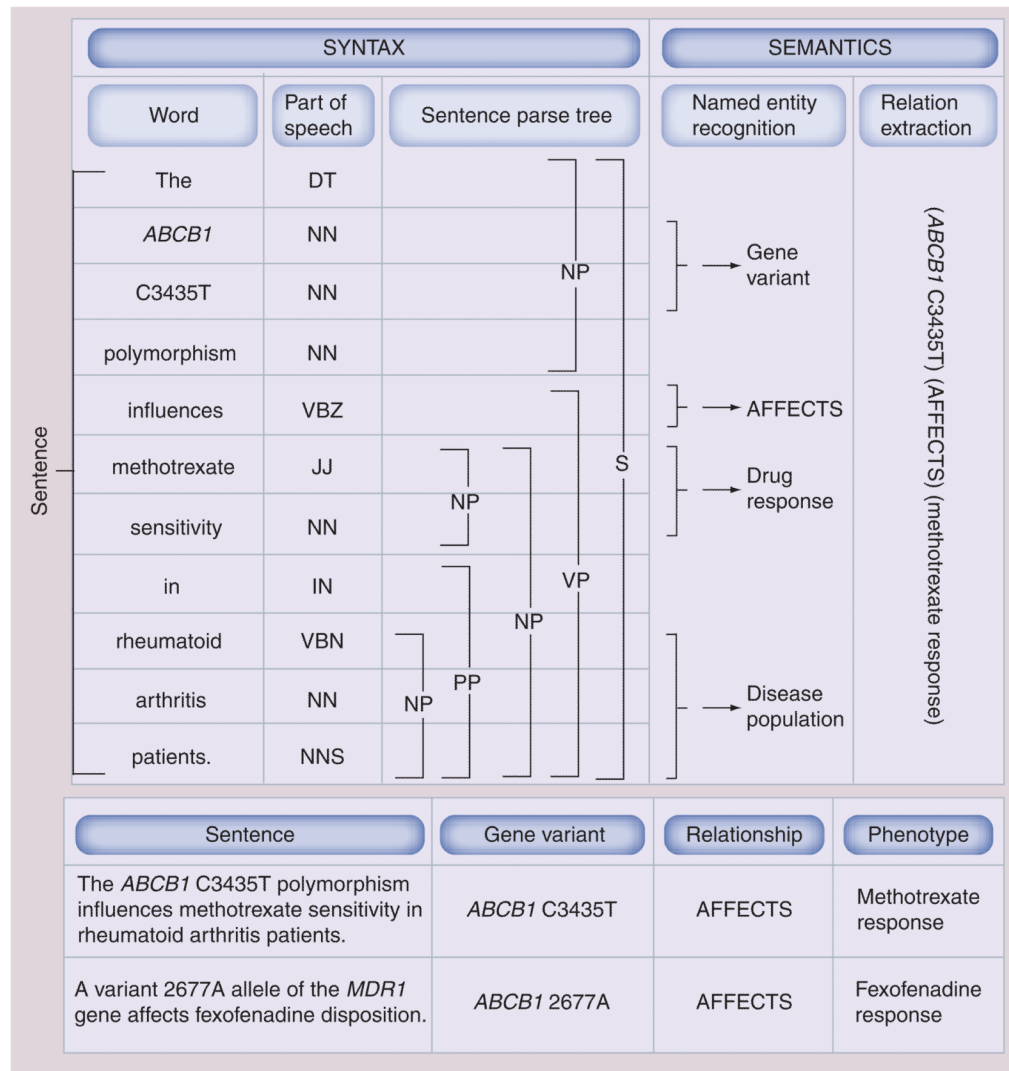 SYNTAX
SEMANTICS
Word
Part of
speech
Sentence parse tree
Named entity
recognition
Relation
extraction
Sentence
The
DT
ABCB1
NN
C3435T
NN
polymorphism
NN
influences
VBZ
methotrexate
JJ
sensitivity
NN
in
IN
rheumatoid
VBN
arthritis
NN
patients.
NNS
NP
NP
S
VP
NP
PP
NP
Gene
variant
AFFECTS
Drug
response
Disease
population
(ABCB1 C3435T) (AFFECTS) (methotrexate response)
Sentence
Gene variant
Relationship
Phenotype
The ABCB1 C3435T polymorphism
influences methotrexate sensitivity in
rheumatoid arthritis patients.
ABCB1 C3435T
AFFECTS
Methotrexate
response
A variant 2677A allele of the MDR1
gene affects fexofenadine disposition.
ABCB1 2677A
AFFECTS
Fexofenadine
response